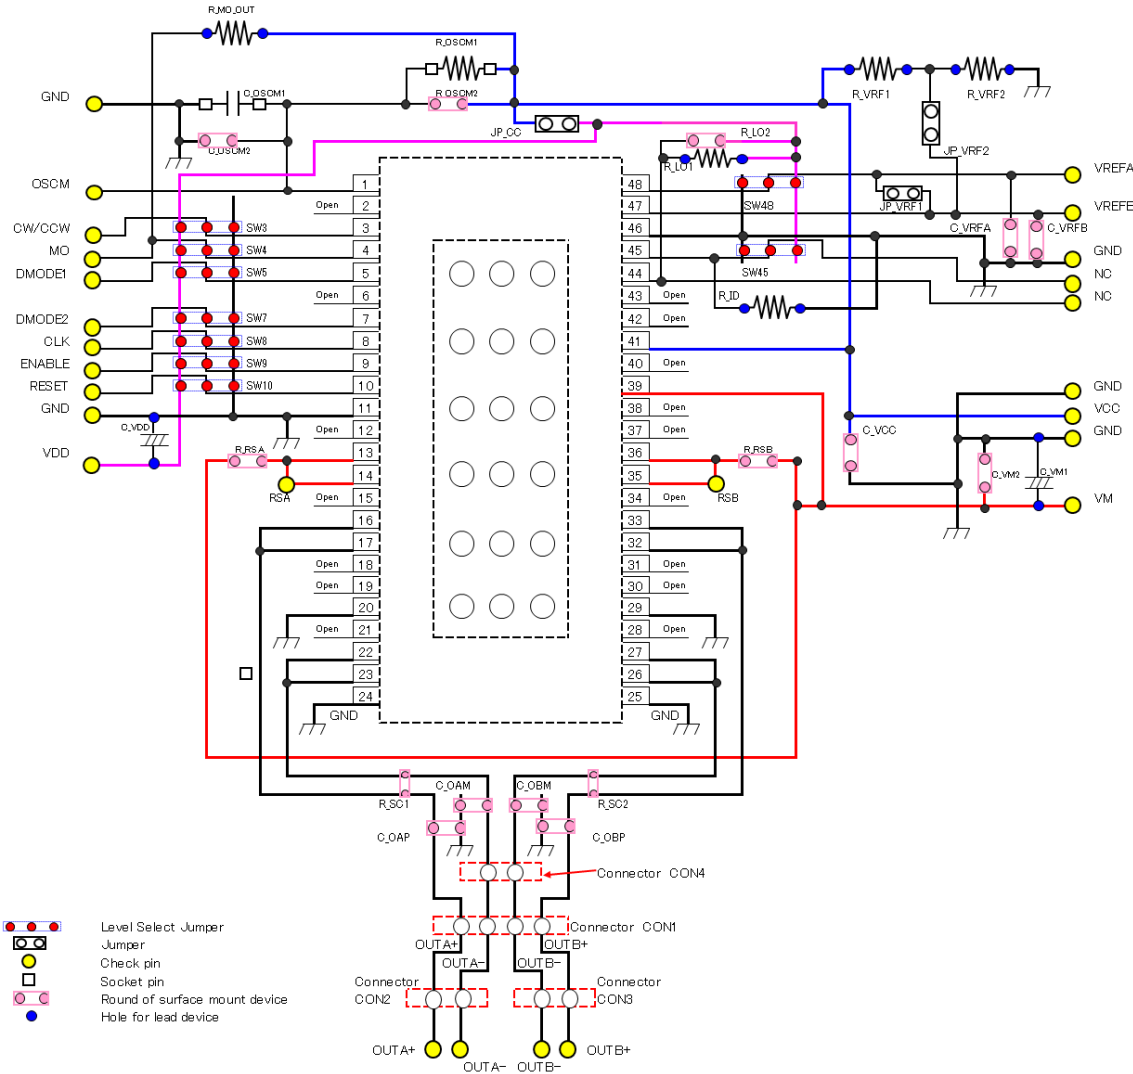 R_MO_OUT
R_OSCM1
GND
C_OSCM1
R_OSCM2
R_VRF1
R_VRF2
JP_CC
R_LO2
C_OSCM2
JP_VRF2
R_LO1
VREFA
OSCM
1
48
Open
2
47
SW48
JP_VRF1
VREFE
CW/CCW
SW3
3
46
C_VRFA
C_VRFB
MO
SW4
4
45
GND
DMODE1
SW5
5
44
SW45
NC
Open
6
43
Open
R_ID
NC
DMODE2
SW7
7
42
Open
CLK
SW8
8
41
ENABLE
SW9
9
40
Open
RESET
SW10
10
39
GND
GND
11
38
Open
VCC
C_VDD
Open
12
37
Open
C_VCC
GND
VDD
R_RSA
13
36
R_RSB
14
35
C_VM2
C_VM1
RSA
Open
15
34
Open
RSB
VM
16
33
17
32
Open
18
31
Open
Open
19
30
Open
20
29
Open
21
28
Open
22
27
23
26
24
25
GND
GND
C_OAM
C_OBM
R_SC1
R_SC2
C_OAP
C_OBP
Connector CON4
Level Select Jumper
Connector CON1
Jumper
OUTA+
OUTB+
Check pin
OUTA-
OUTB-
Socket pin
Connector
CON2
Connector
CON3
Round of surface mount device
Hole for lead device
OUTA+
OUTB+
OUTA-
OUTB-